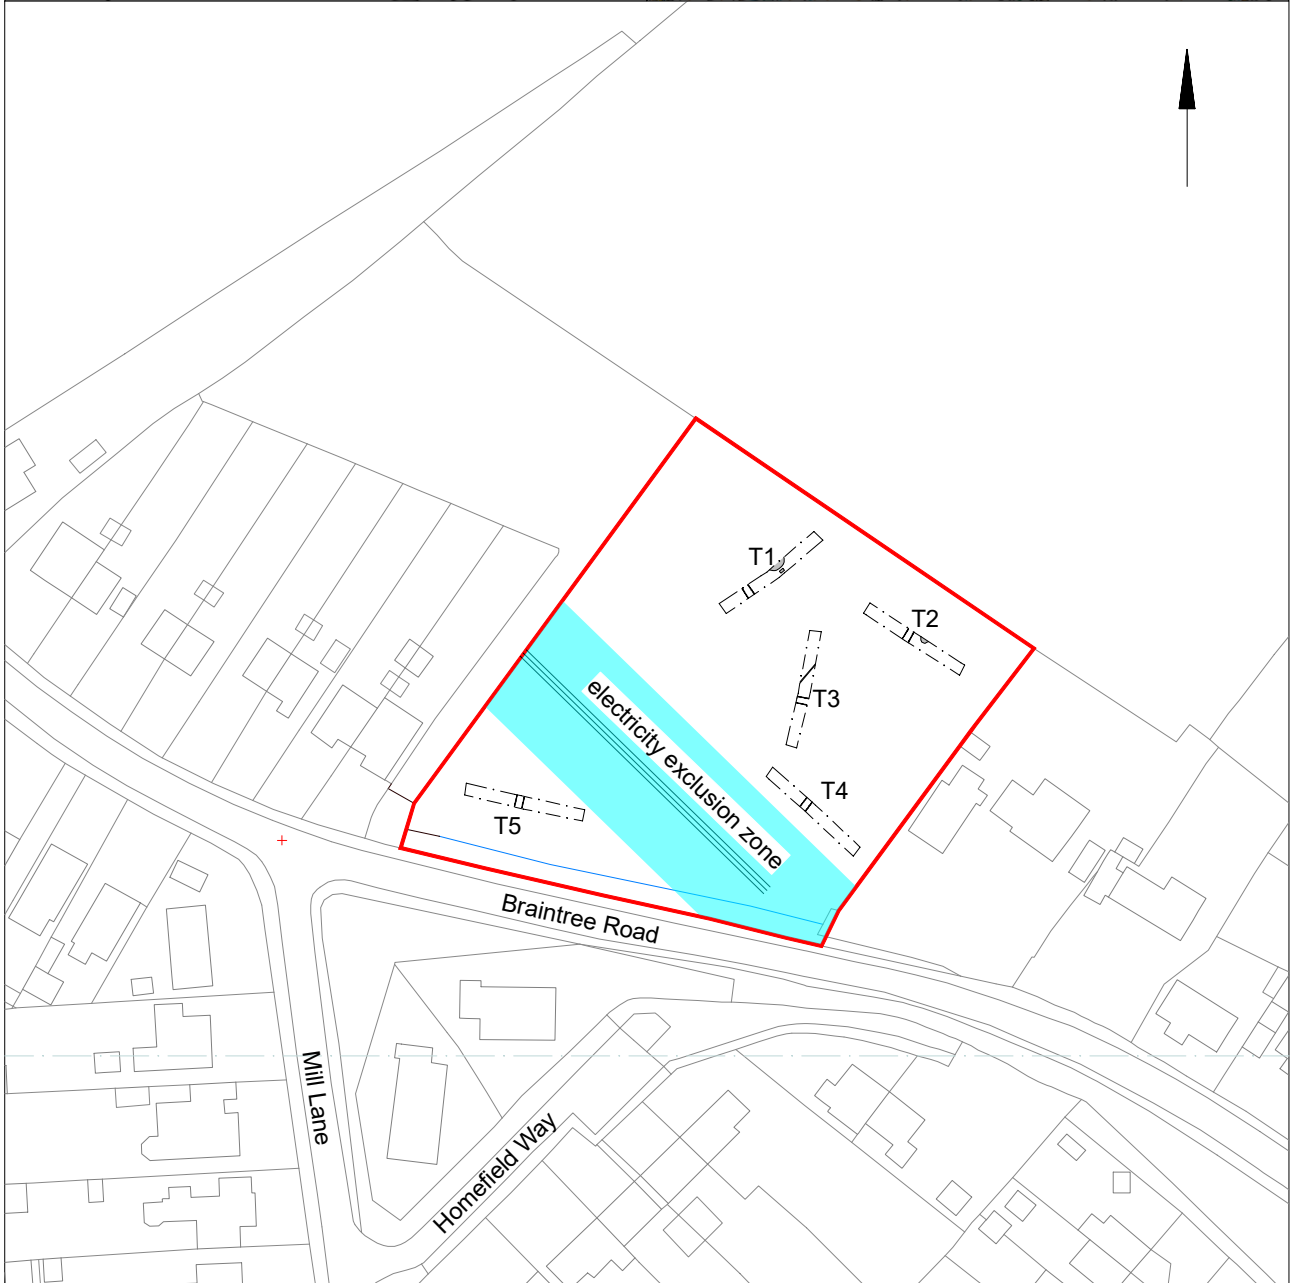 T1
T2
T3
electricity exclusion zone
T4
T5
Braintree Road
Mill Lane
Homefield Way